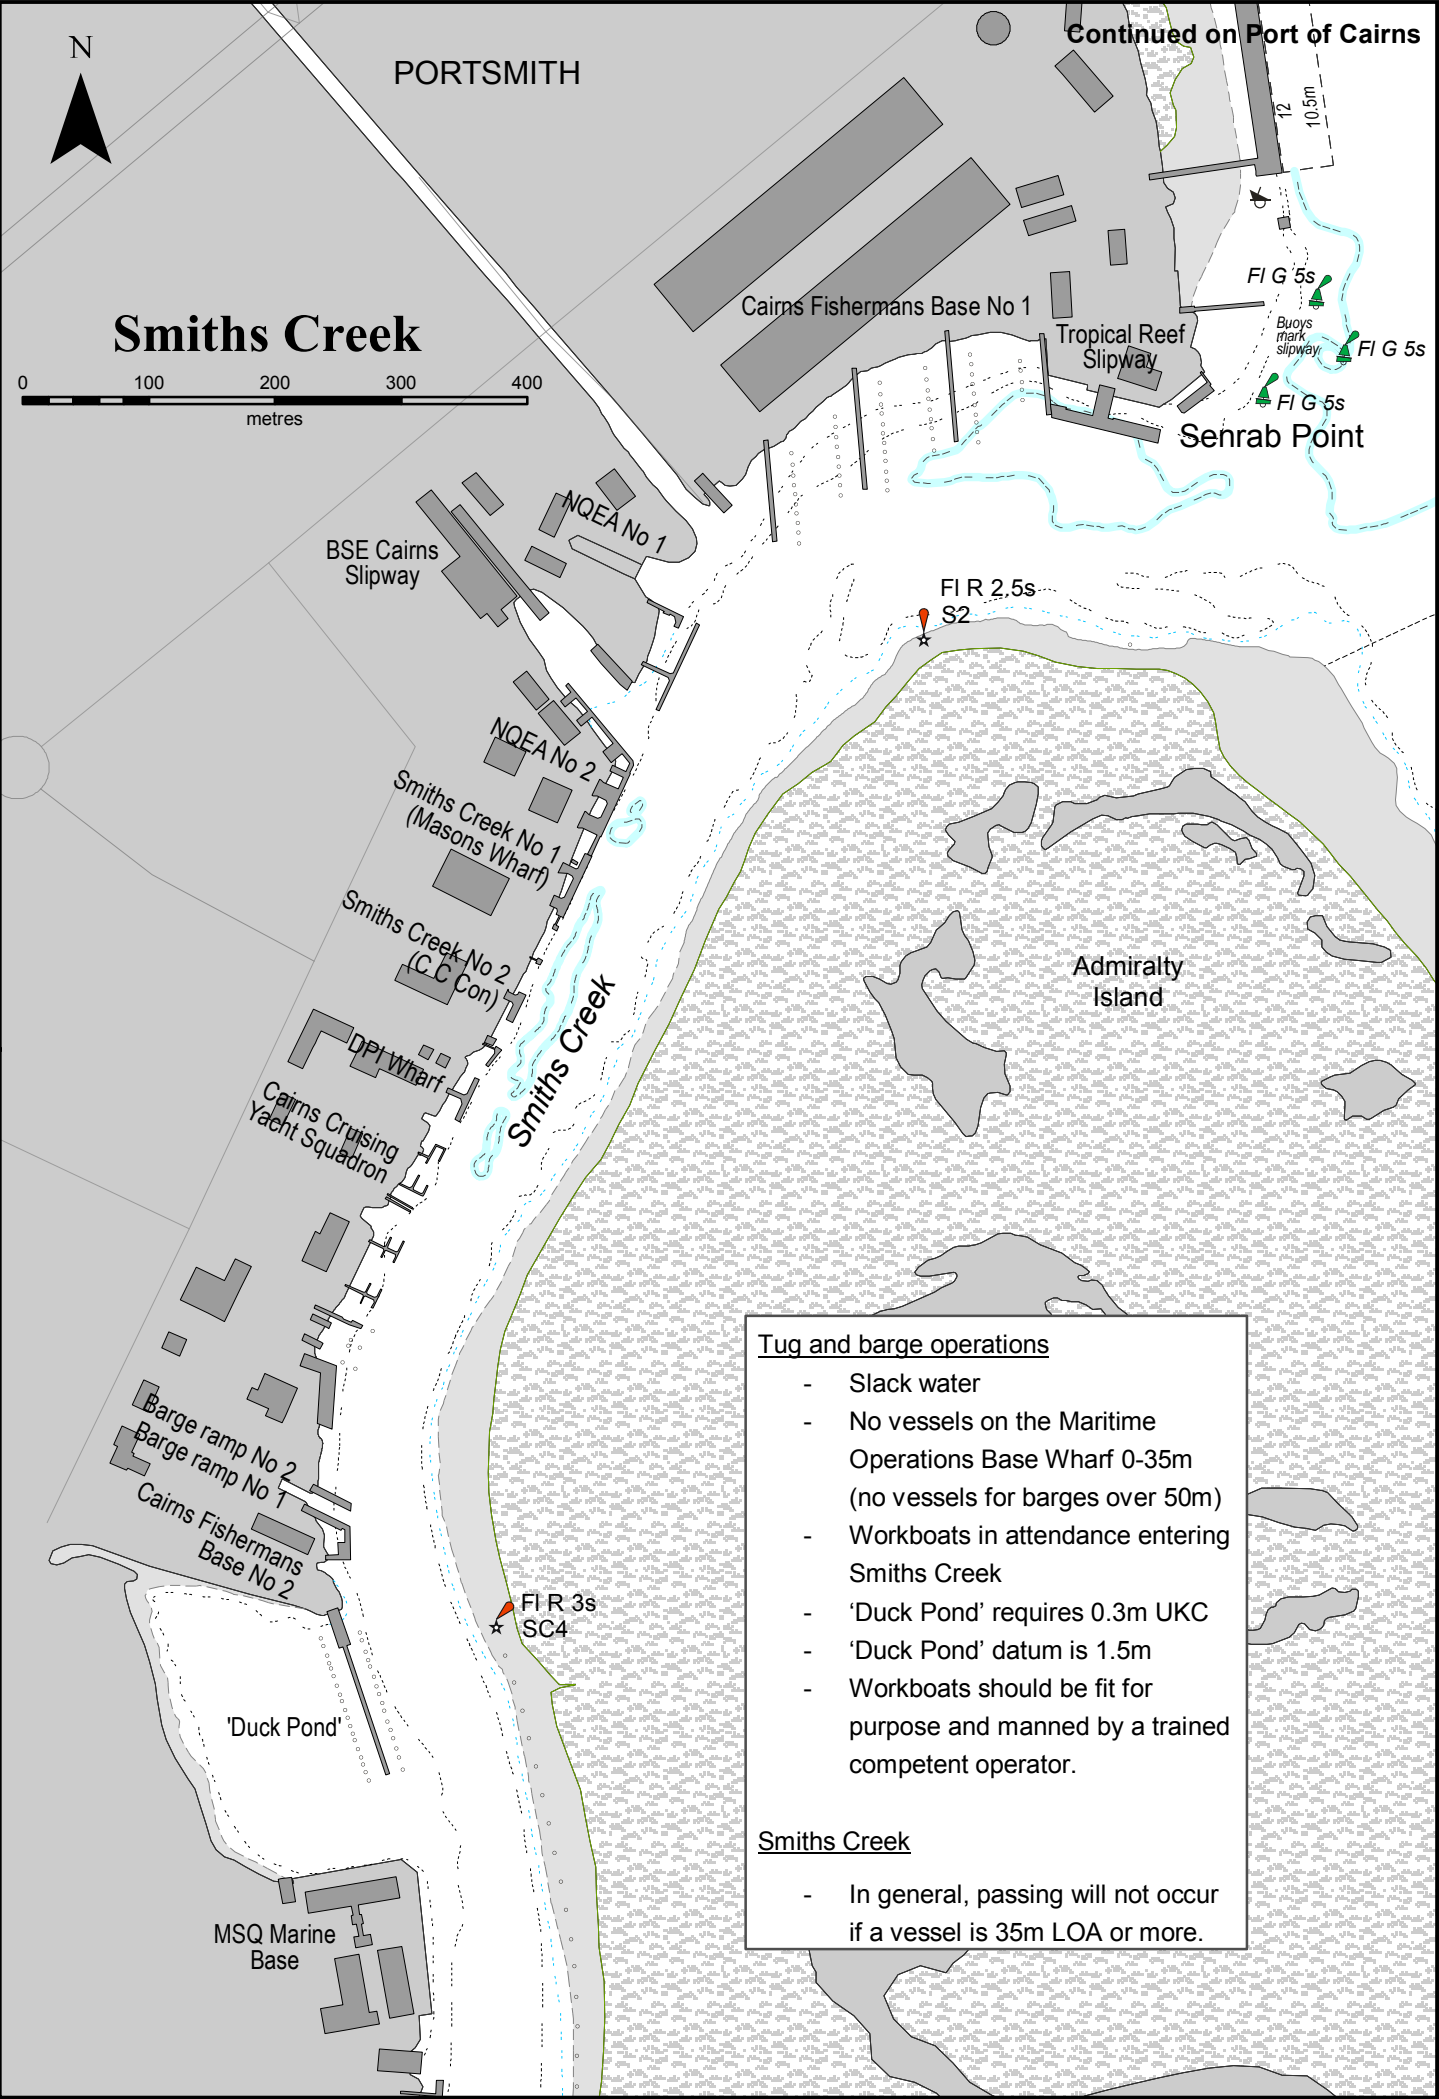 Continued on Port of Cairns
N
PORTSMITH
12
10.5m
Smiths Creek
0 100 200 300 400
metres
Cairns Fishermans Base No 1
Tropical Reef
Slipway
Fl G 5s
Buoys
mark
slipway
Fl G 5s
Fl G 5s
Senrab Point
NQEA No 1
BSE Cairns
Slipway
Fl R 2.5s
S2
NQEA No 2
Smiths Creek No 1
(Masons Wharf)
Smiths Creek No 2
(C C Con)
DPI Wharf
Smiths Creek
Admiralty
Island
Cairns Cruising
Yacht Squadron
Barge ramp No 2
Barge ramp No 1
Cairns Fishermans
Base No 2
Fl R 3s
SC4
'Duck Pond'
MSQ Marine
Base
Tug and barge operations
- Slack water
- No vessels on the Maritime
Operations Base Wharf 0-35m
(no vessels for barges over 50m)
- Workboats in attendance entering
Smiths Creek
- ‘Duck Pond’ requires 0.3m UKC
- ‘Duck Pond’ datum is 1.5m
- Workboats should be fit for
purpose and manned by a trained
competent operator.
Smiths Creek
- In general, passing will not occur
if a vessel is 35m LOA or more.